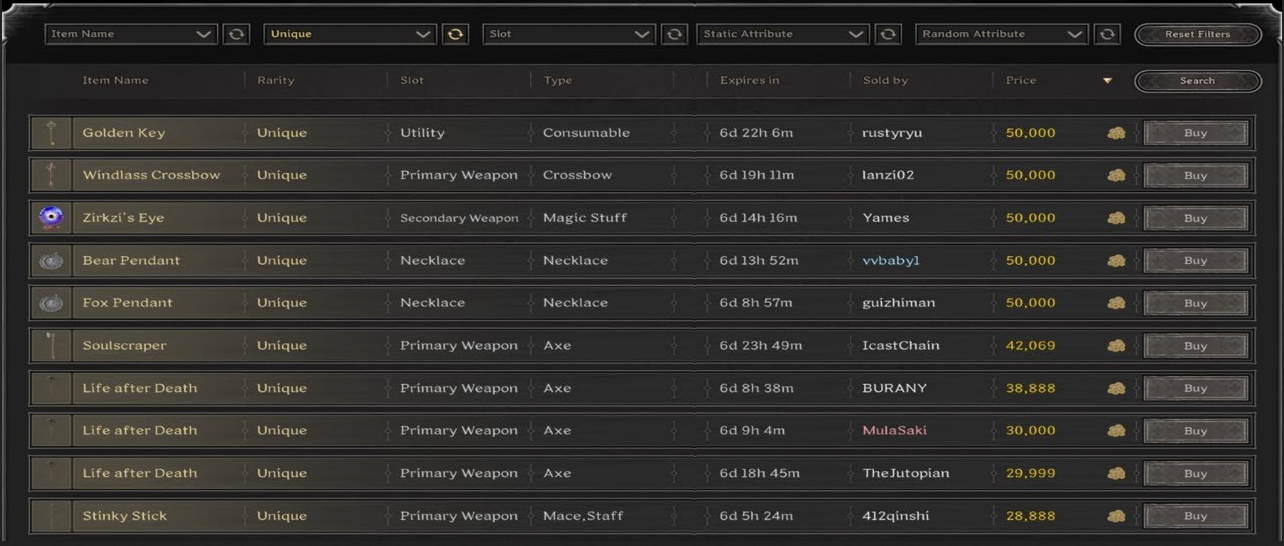 Item Name Unique Slot Static Attribute Random Attribute Reset Filters
Item Name Rarity Slot Type Expires in Sold by Price Search
Golden Key Unique Utility Consumable 6d 22h 6m rustyryu 50,000 Buy
Windlass Crossbow Unique Primary Weapon Crossbow 6d 19h 11m lanzi02 50,000 Buy
Zirkzi's Eye Unique Secondary Weapon Magic Stuff 6d 14h 16m Yames 50,000 Buy
Bear Pendant Unique Necklace Necklace 6d 13h 52m vvbaby1 50,000 Buy
Fox Pendant Unique Necklace Necklace 6d 8h 57m guizhiman 50,000 Buy
Soulscraper Unique Primary Weapon Axe 6d 23h 49m IcastChain 42,069 Buy
Life after Death Unique Primary Weapon Axe 6d 8h 38m BURANY 38,888 Buy
Life after Death Unique Primary Weapon Axe 6d 9h 4m MulaSaki 30,000 Buy
Life after Death Unique Primary Weapon Axe 6d 18h 45m TheJutopian 29,999 Buy
Stinky Stick Unique Primary Weapon Mace,Staff 6d 5h 24m 412qinshi 28,888 Buy